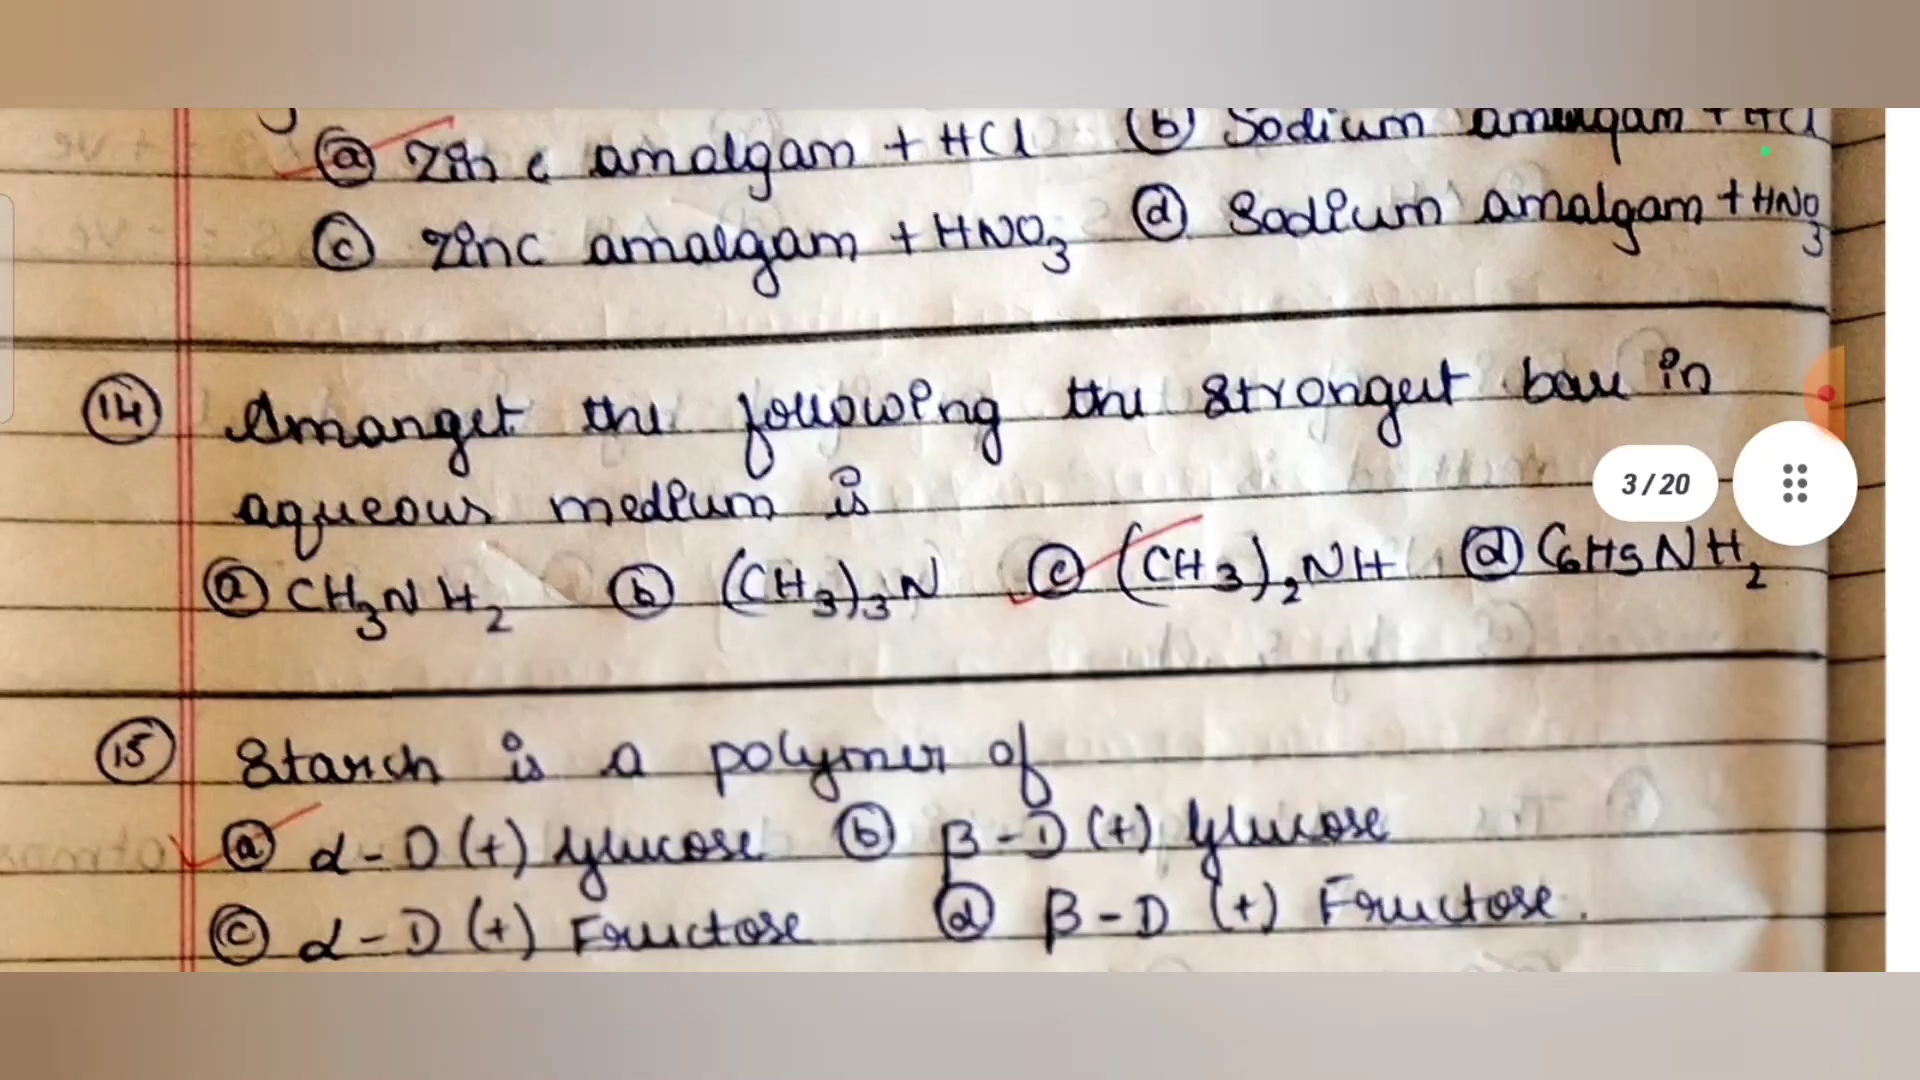 (a) Zinc amalgam + HCl (b) Sodium amalgam + HCl
(c) Zinc amalgam + HNO3 (d) Sodium amalgam + HNO3
(14) Amongst the following the strongest base in
aqueous medium is
(a) CH3NH2 (b) (CH3)3N (c) (CH3)2NH (d) C6H5NH2
3/20
(15) Starch is a polymer of
(a) α-D(+) glucose (b) β-D(+) glucose
(c) α-D(+) Fructose (d) β-D (+) Fructose.